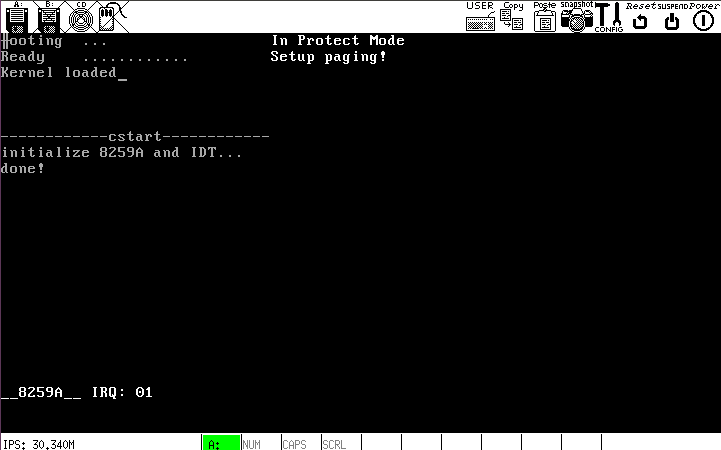 A: B: CD USER Copy Paste snapshot CONFIG Reset SUSPEND Power
Booting ... In Protect Mode
Ready ............ Setup paging!
Kernel loaded_
------------cstart------------
initialize 8259A and IDT...
done!
__8259A__ IRQ: 01
IPS: 30.340M A: NUM CAPS SCRL